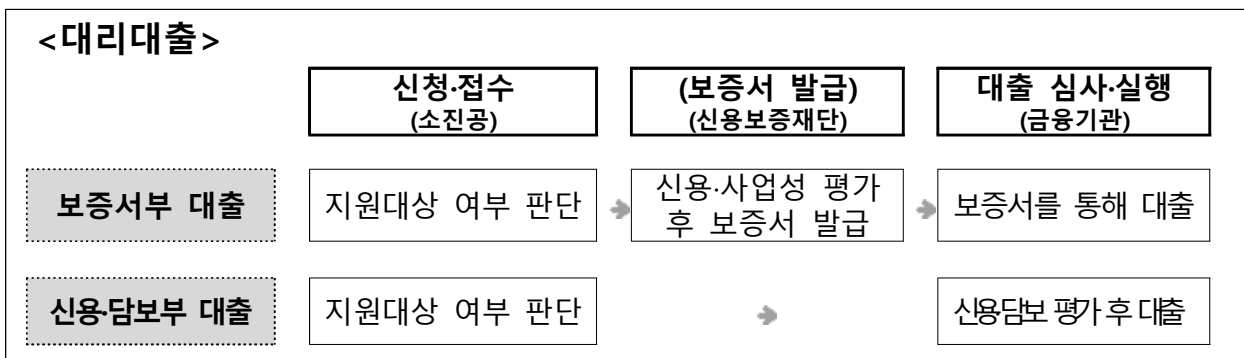 <대리대출>
신청·접수 (보증서 발급) 대출 심사·실행
(소진공) (신용보증재단) (금융기관)
보증서부 대출 지원대상 여부 판단 신용·사업성 평가 후 보증서 발급 보증서를 통해 대출
신용·담보부 대출 지원대상 여부 판단 신용·담보 평가 후 대출